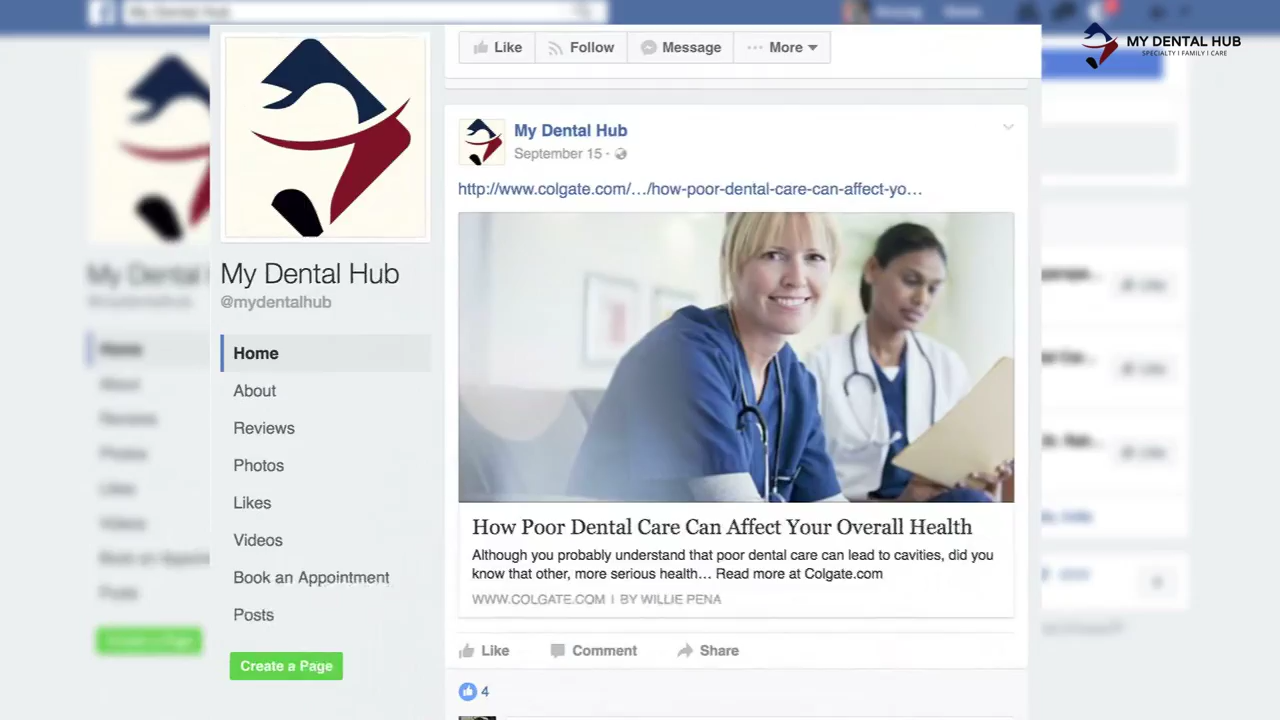 My Dental Hub
MY DENTAL HUB
SPECIALTY | FAMILY | CARE
Like
Follow
Message
More
My Dental Hub
September 15
http://www.colgate.com/…/how-poor-dental-care-can-affect-yo…
My Dental Hub
@mydentalhub
Home
About
Reviews
Photos
Likes
Videos
Book an Appointment
Posts
Create a Page
How Poor Dental Care Can Affect Your Overall Health
Although you probably understand that poor dental care can lead to cavities, did you
know that other, more serious health… Read more at Colgate.com
WWW.COLGATE.COM | BY WILLIE PENA
Like
Comment
Share
4